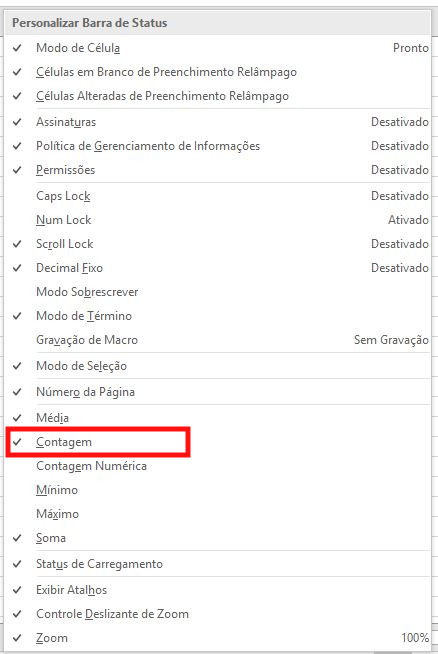 Personalizar Barra de Status
Modo de Célula Pronto
Células em Branco de Preenchimento Relâmpago
Células Alteradas de Preenchimento Relâmpago
Assinaturas Desativado
Política de Gerenciamento de Informações Desativado
Permissões Desativado
Caps Lock Desativado
Num Lock Ativado
Scroll Lock Desativado
Decimal Fixo Desativado
Modo Sobrescrever
Modo de Término
Gravação de Macro Sem Gravação
Modo de Seleção
Número da Página
Média
Contagem
Contagem Numérica
Mínimo
Máximo
Soma
Status de Carregamento
Exibir Atalhos
Controle Deslizante de Zoom
Zoom 100%